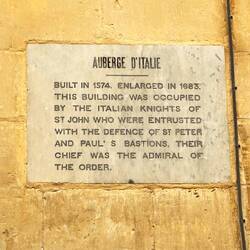 AUBERGE D'ITALIE
BUILT IN 1574. ENLARGED IN 1683.
THIS BUILDING WAS OCCUPIED
BY THE ITALIAN KNIGHTS OF
ST JOHN WHO WERE ENTRUSTED
WITH THE DEFENCE OF ST PETER
AND PAUL'S BASTIONS, THEIR
CHIEF WAS THE ADMIRAL OF
THE ORDER.